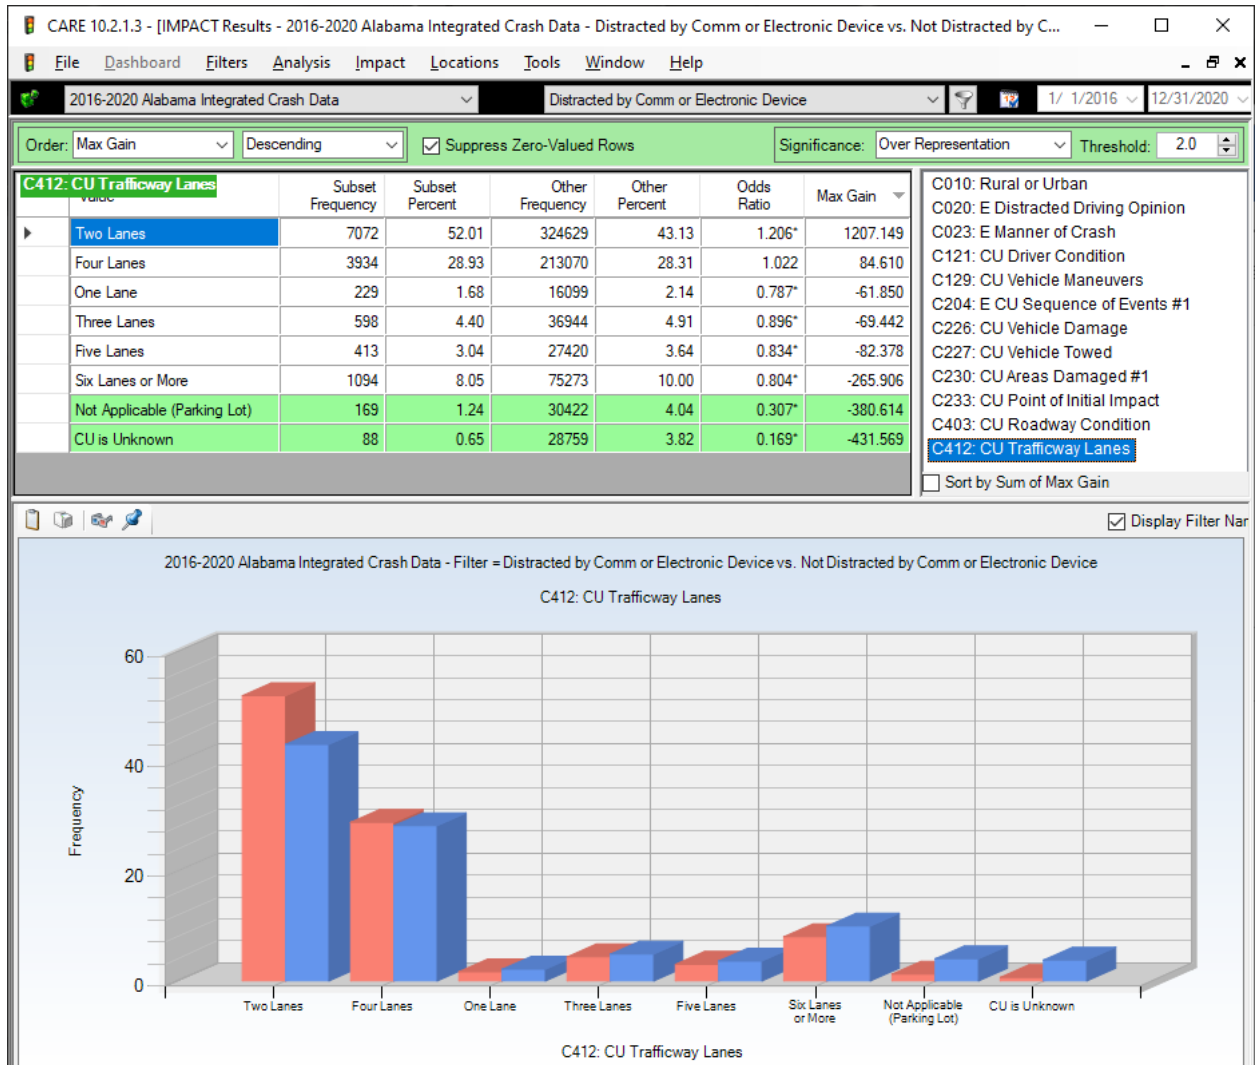 CARE 10.2.1.3 - [IMPACT Results - 2016-2020 Alabama Integrated Crash Data - Distracted by Comm or Electronic Device vs. Not Distracted by C...
File Dashboard Filters Analysis Impact Locations Tools Window Help
2016-2020 Alabama Integrated Crash Data Distracted by Comm or Electronic Device 1/ 1/2016 12/31/2020
Order: Max Gain Descending Suppress Zero-Valued Rows Significance: Over Representation Threshold: 2.0
C412: CU Trafficway Lanes
Subset Frequency Subset Percent Other Frequency Other Percent Odds Ratio Max Gain
Two Lanes 7072 52.01 324629 43.13 1.206* 1207.149
Four Lanes 3934 28.93 213070 28.31 1.022 84.610
One Lane 229 1.68 16099 2.14 0.787* -61.850
Three Lanes 598 4.40 36944 4.91 0.896* -69.442
Five Lanes 413 3.04 27420 3.64 0.834* -82.378
Six Lanes or More 1094 8.05 75273 10.00 0.804* -265.906
Not Applicable (Parking Lot) 169 1.24 30422 4.04 0.307* -380.614
CU is Unknown 88 0.65 28759 3.82 0.169* -431.569
C010: Rural or Urban
C020: E Distracted Driving Opinion
C023: E Manner of Crash
C121: CU Driver Condition
C129: CU Vehicle Maneuvers
C204: E CU Sequence of Events #1
C226: CU Vehicle Damage
C227: CU Vehicle Towed
C230: CU Areas Damaged #1
C233: CU Point of Initial Impact
C403: CU Roadway Condition
C412: CU Trafficway Lanes
Sort by Sum of Max Gain
Display Filter Nar
2016-2020 Alabama Integrated Crash Data - Filter = Distracted by Comm or Electronic Device vs. Not Distracted by Comm or Electronic Device
C412: CU Trafficway Lanes
60
40
20
0
Frequency
Two Lanes
Four Lanes
One Lane
Three Lanes
Five Lanes
Six Lanes
or More
Not Applicable
(Parking Lot)
CU is Unknown
C412: CU Trafficway Lanes